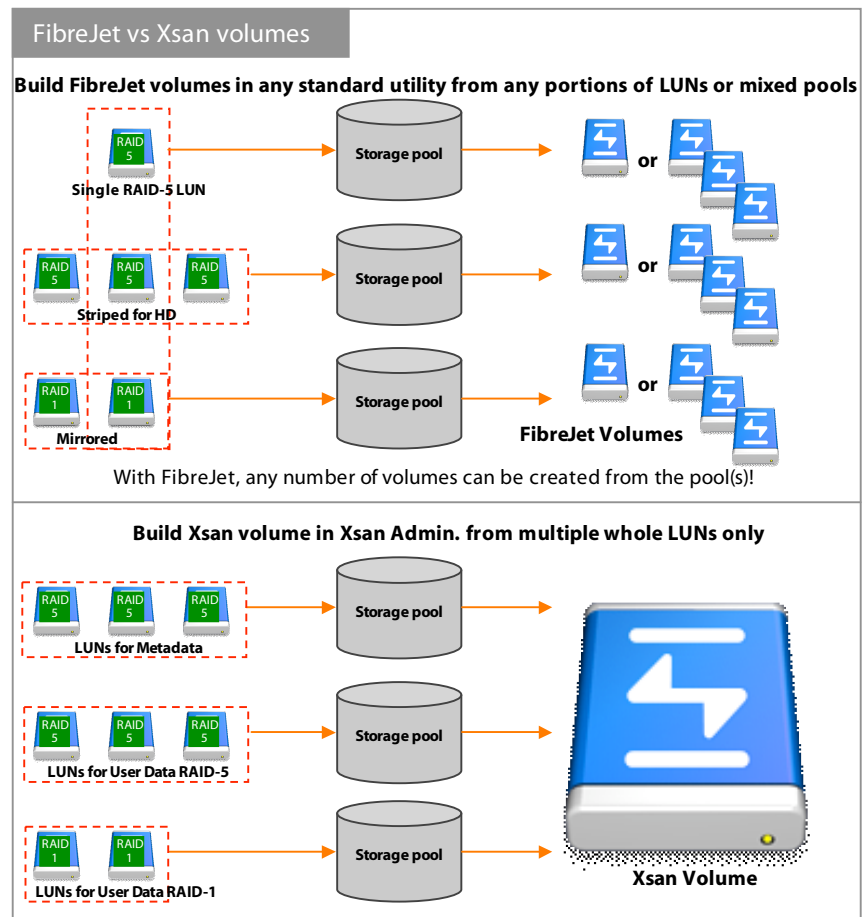 FibreJet vs Xsan volumes
Build FibreJet volumes in any standard utility from any portions of LUNs or mixed pools
RAID
5
Single RAID-5 LUN
Storage pool
or
RAID
5
RAID
5
RAID
5
Striped for HD
Storage pool
or
RAID
1
RAID
1
Mirrored
Storage pool
or
FibreJet Volumes
With FibreJet, any number of volumes can be created from the pool(s)!
Build Xsan volume in Xsan Admin. from multiple whole LUNs only
RAID
5
RAID
5
RAID
5
LUNs for Metadata
Storage pool
RAID
5
RAID
5
RAID
5
LUNs for User Data RAID-5
Storage pool
RAID
1
RAID
1
LUNs for User Data RAID-1
Storage pool
Xsan Volume